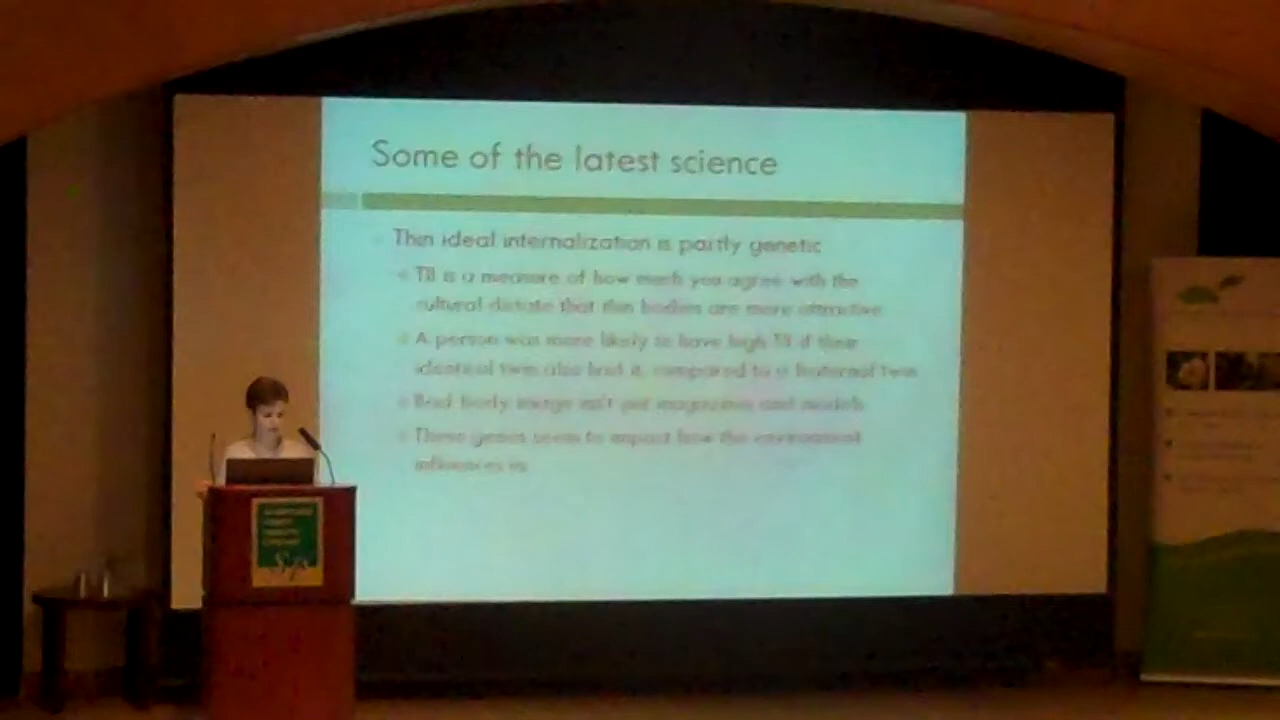 Some of the latest science
Thin ideal internalization is partly genetic
TII is a measure of how much you agree with the
cultural dictate that thin bodies are more attractive
A person was more likely to have high TII if their
identical twin also had it, compared to a fraternal twin
Bad body image isn't just magazines and models
These genes seem to impact how the environment
influences us